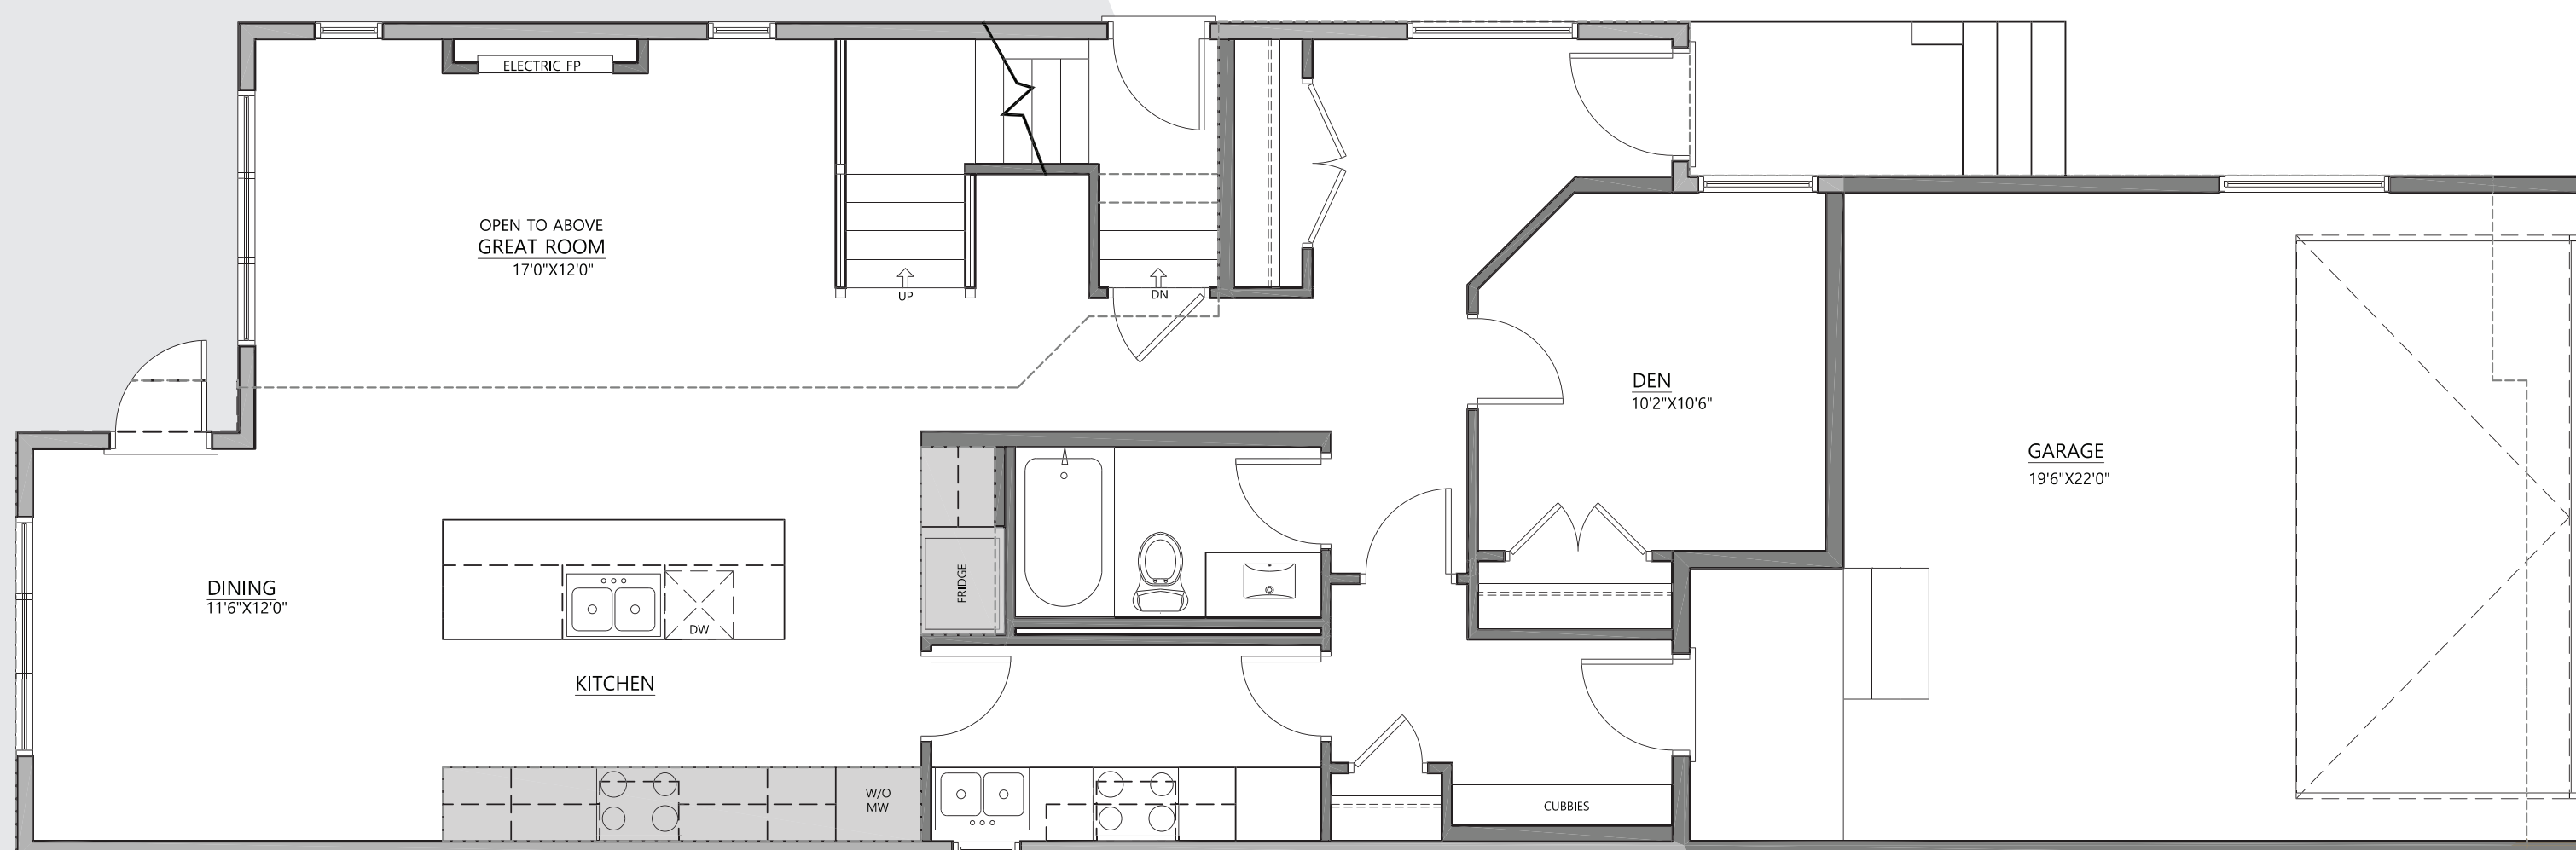 ELECTRIC FP
OPEN TO ABOVE
GREAT ROOM
17'0"X12'0"
UP
DN
DEN
10'2"X10'6"
GARAGE
19'6"X22'0"
DINING
11'6"X12'0"
FRIDGE
DW
KITCHEN
W/O
MW
CUBBIES